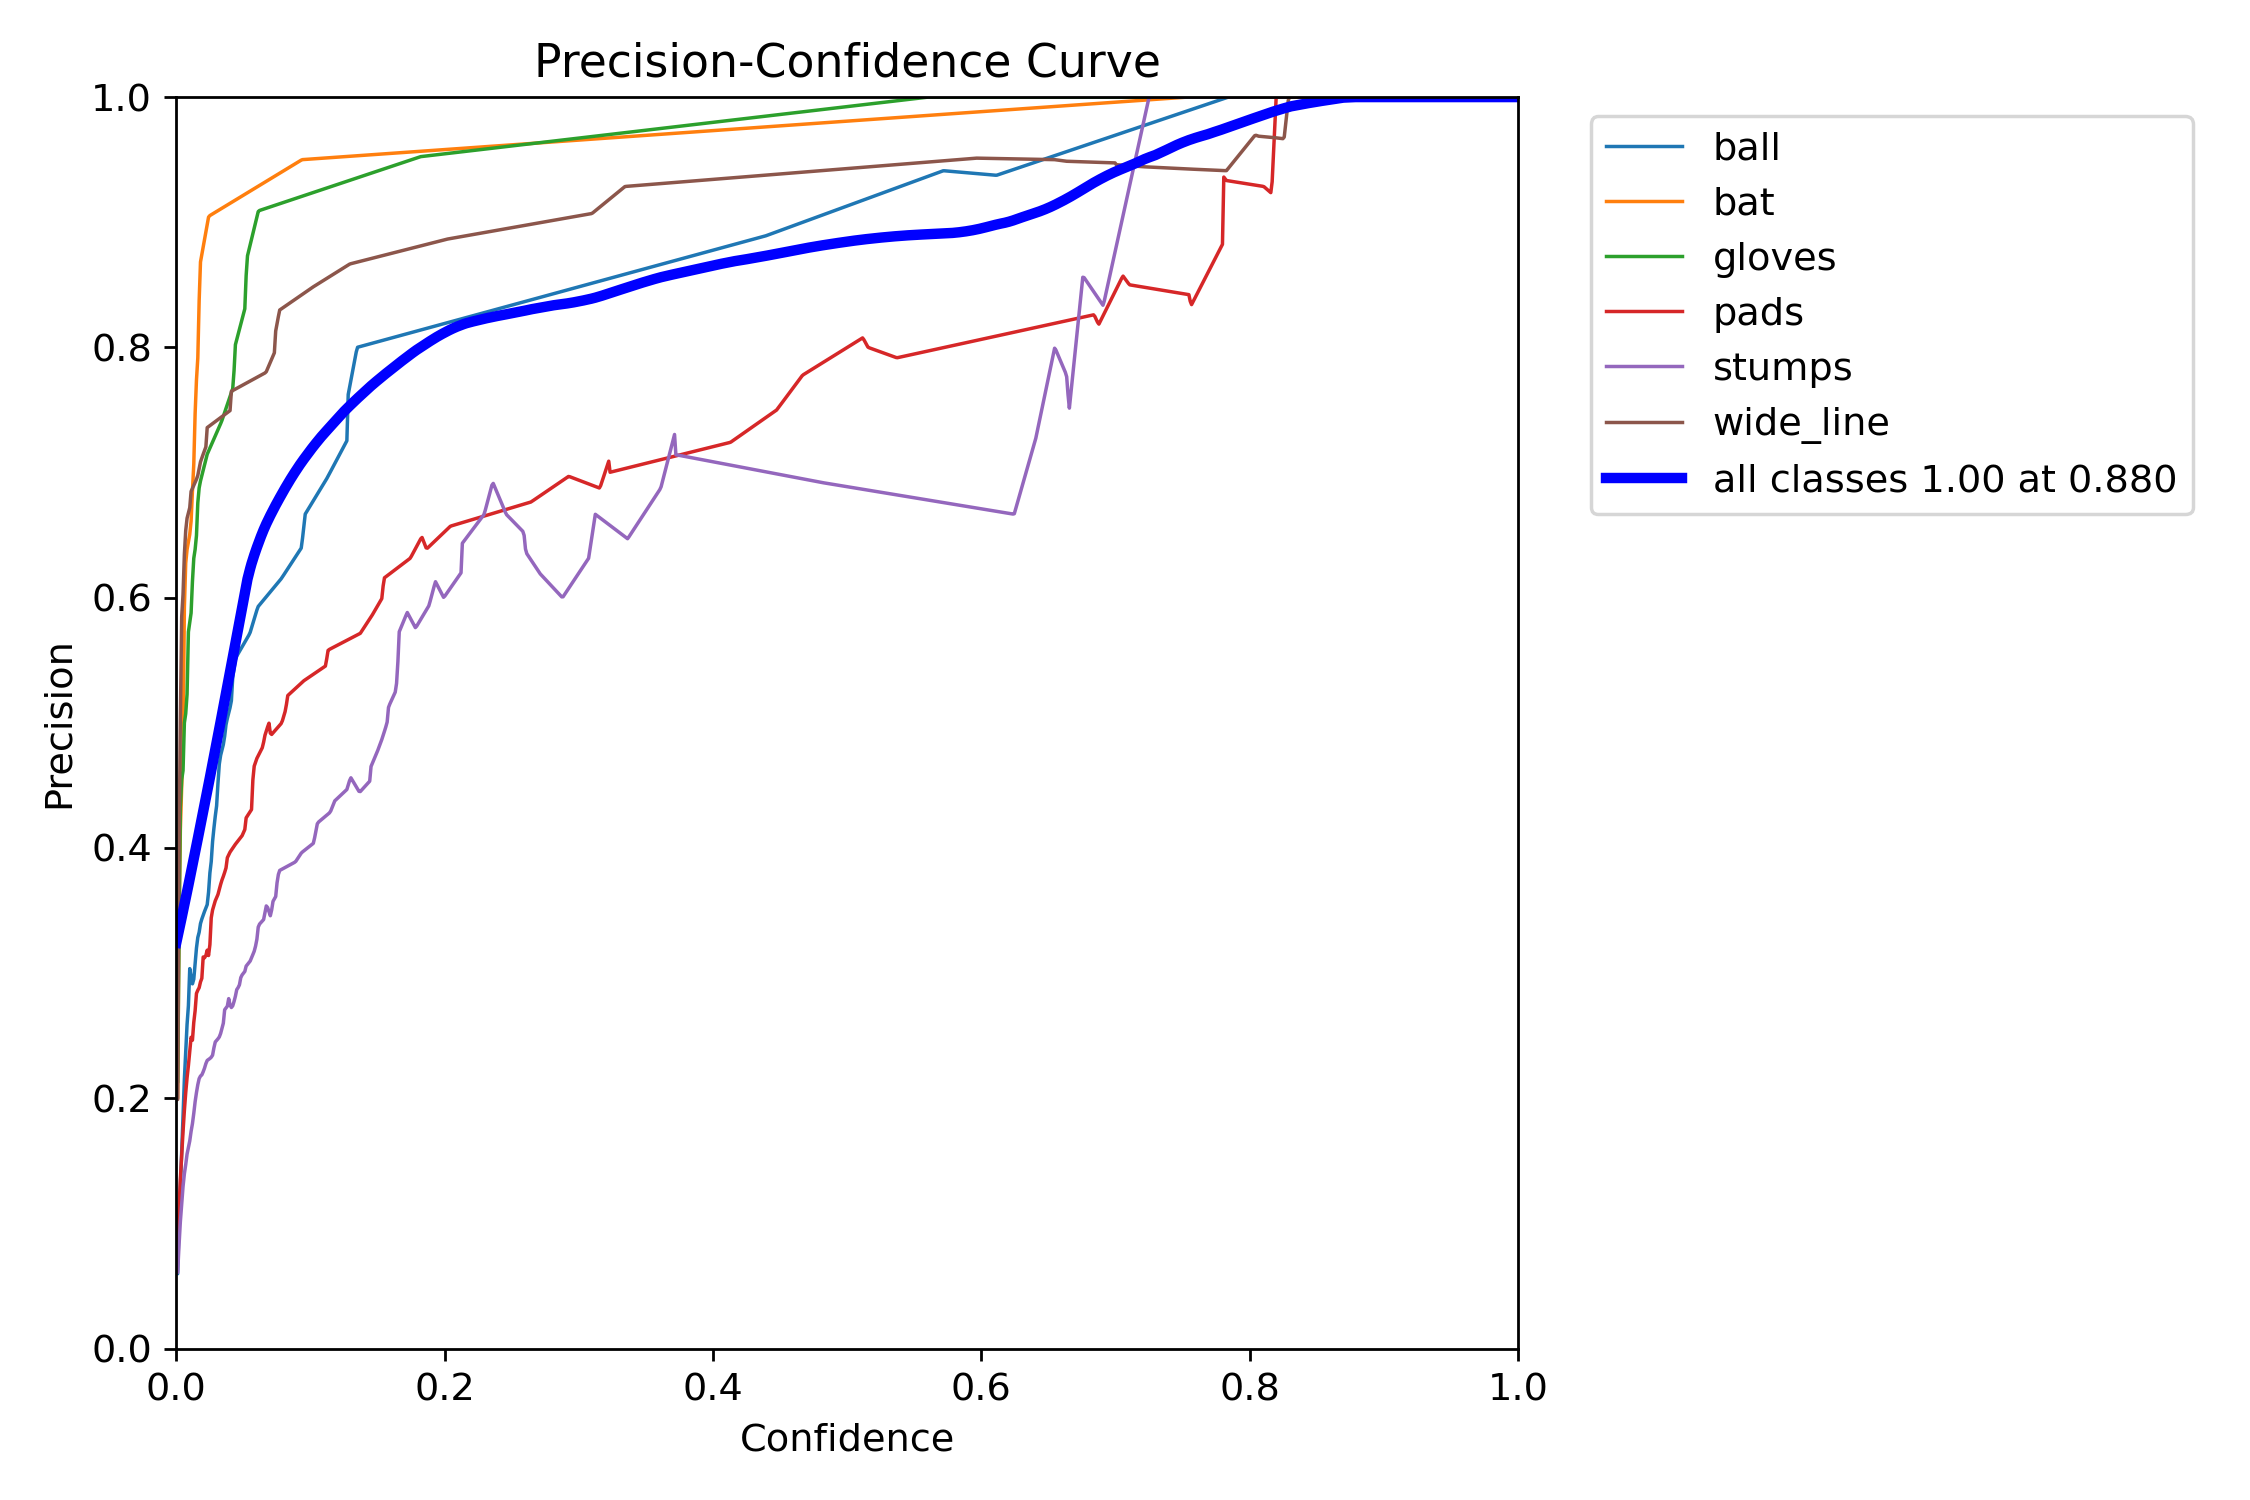 Precision-Confidence Curve
1.0
0.8
0.6
0.4
0.2
0.0
Precision
0.0 0.2 0.4 0.6 0.8 1.0
Confidence
ball
bat
gloves
pads
stumps
wide_line
all classes 1.00 at 0.880